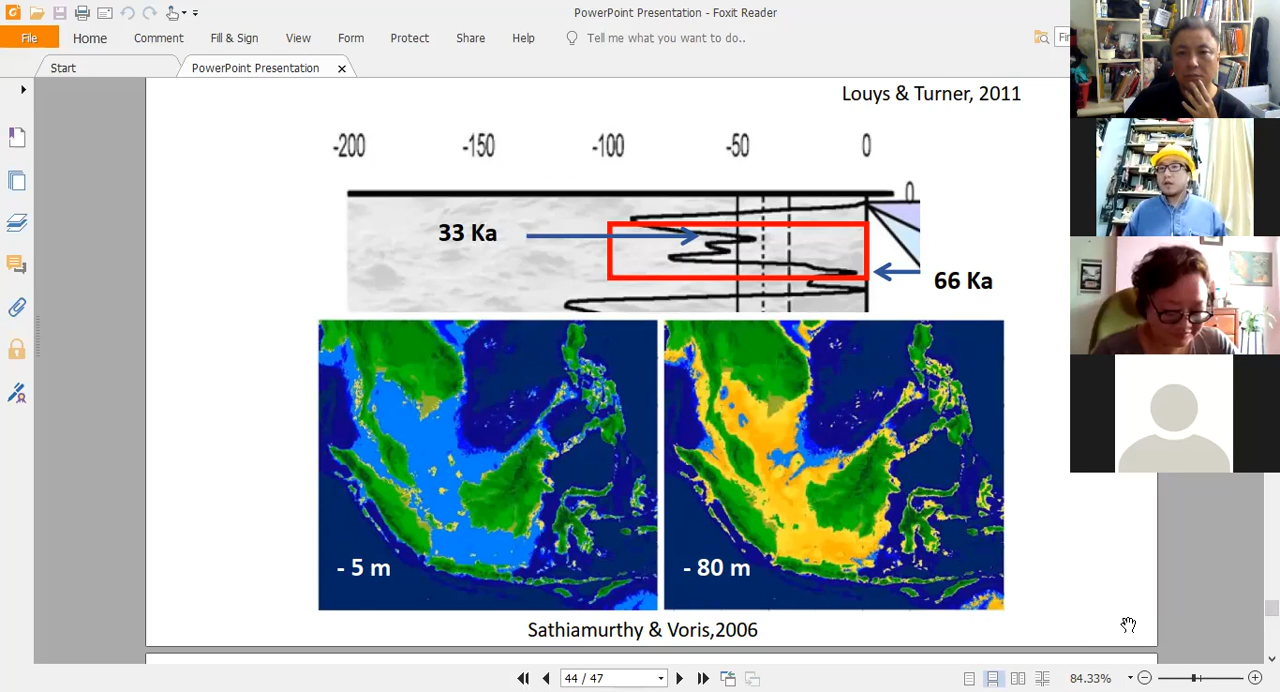 PowerPoint Presentation - Foxit Reader
File
Home
Comment
Fill & Sign
View
Form
Protect
Share
Help
Tell me what you want to do..
Start
PowerPoint Presentation
Louys & Turner, 2011
-200 -150 -100 -50 0
0
33 Ka
66 Ka
- 5 m
- 80 m
Sathiamurthy & Voris,2006
44 / 47
84.33%